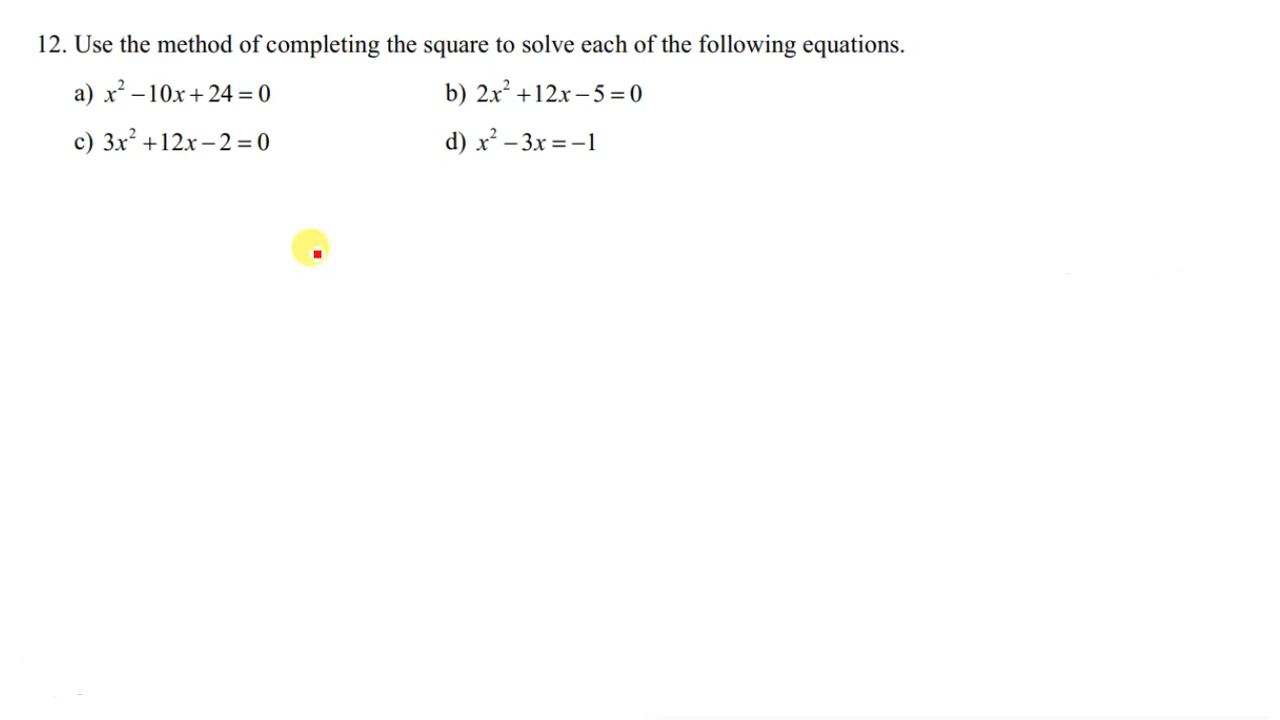 12. Use the method of completing the square to solve each of the following equations.
a) x² −10x + 24 = 0 b) 2x² +12x − 5 = 0
c) 3x² +12x − 2 = 0 d) x² − 3x = −1